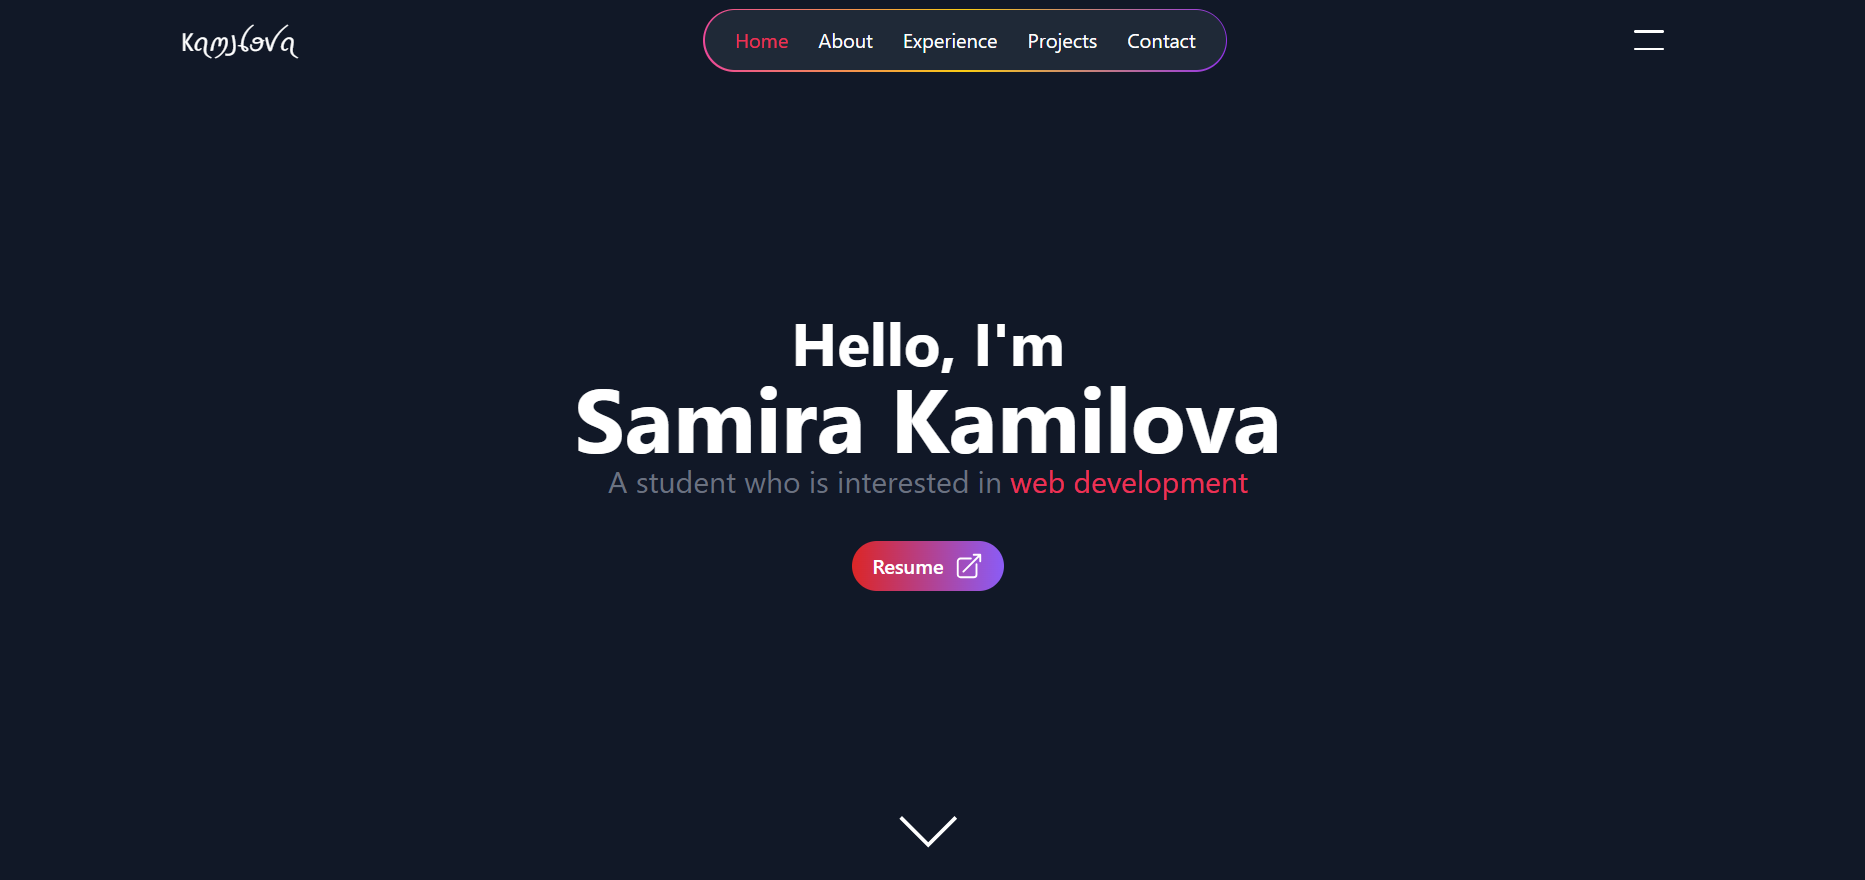 Kamilova
Home About Experience Projects Contact
Hello, I'm
Samira Kamilova
A student who is interested in web development
Resume